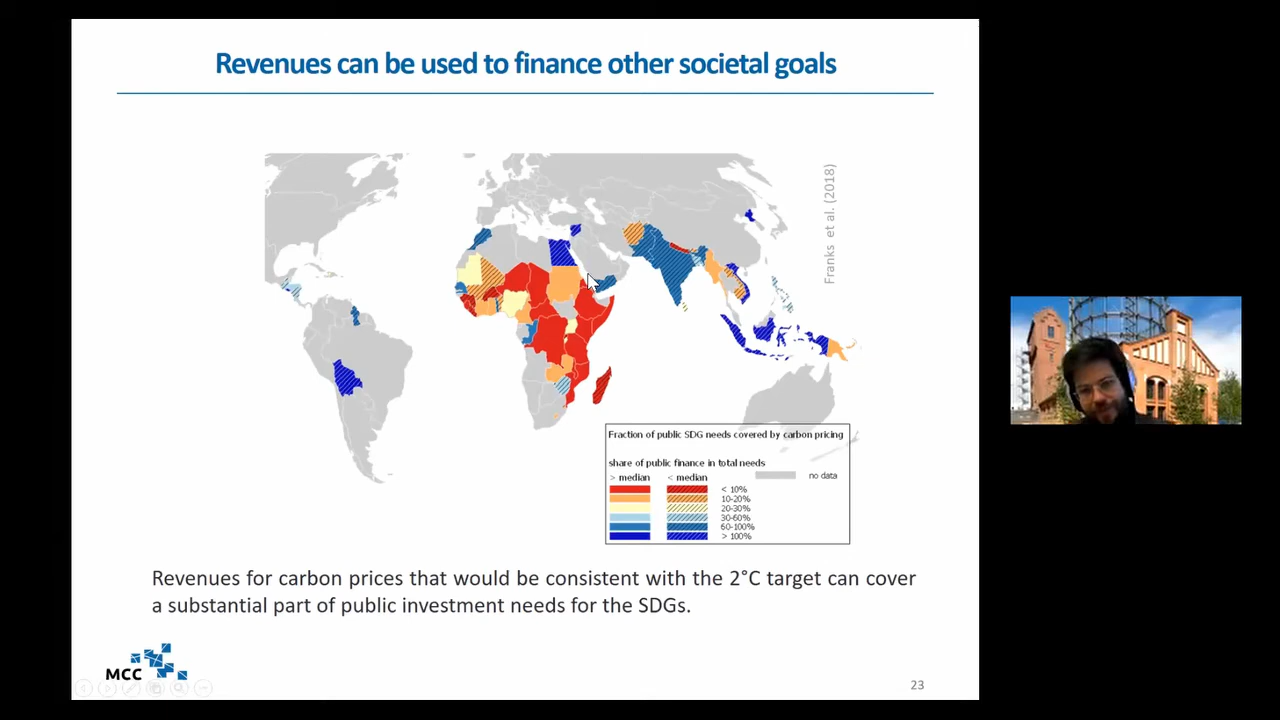 Revenues can be used to finance other societal goals
Franks et al. (2018)
Fraction of public SDG needs covered by carbon pricing
share of public finance in total needs
> median < median no data
< 10%
10-20%
20-30%
30-60%
60-100%
> 100%
Revenues for carbon prices that would be consistent with the 2°C target can cover
a substantial part of public investment needs for the SDGs.
MCC
23